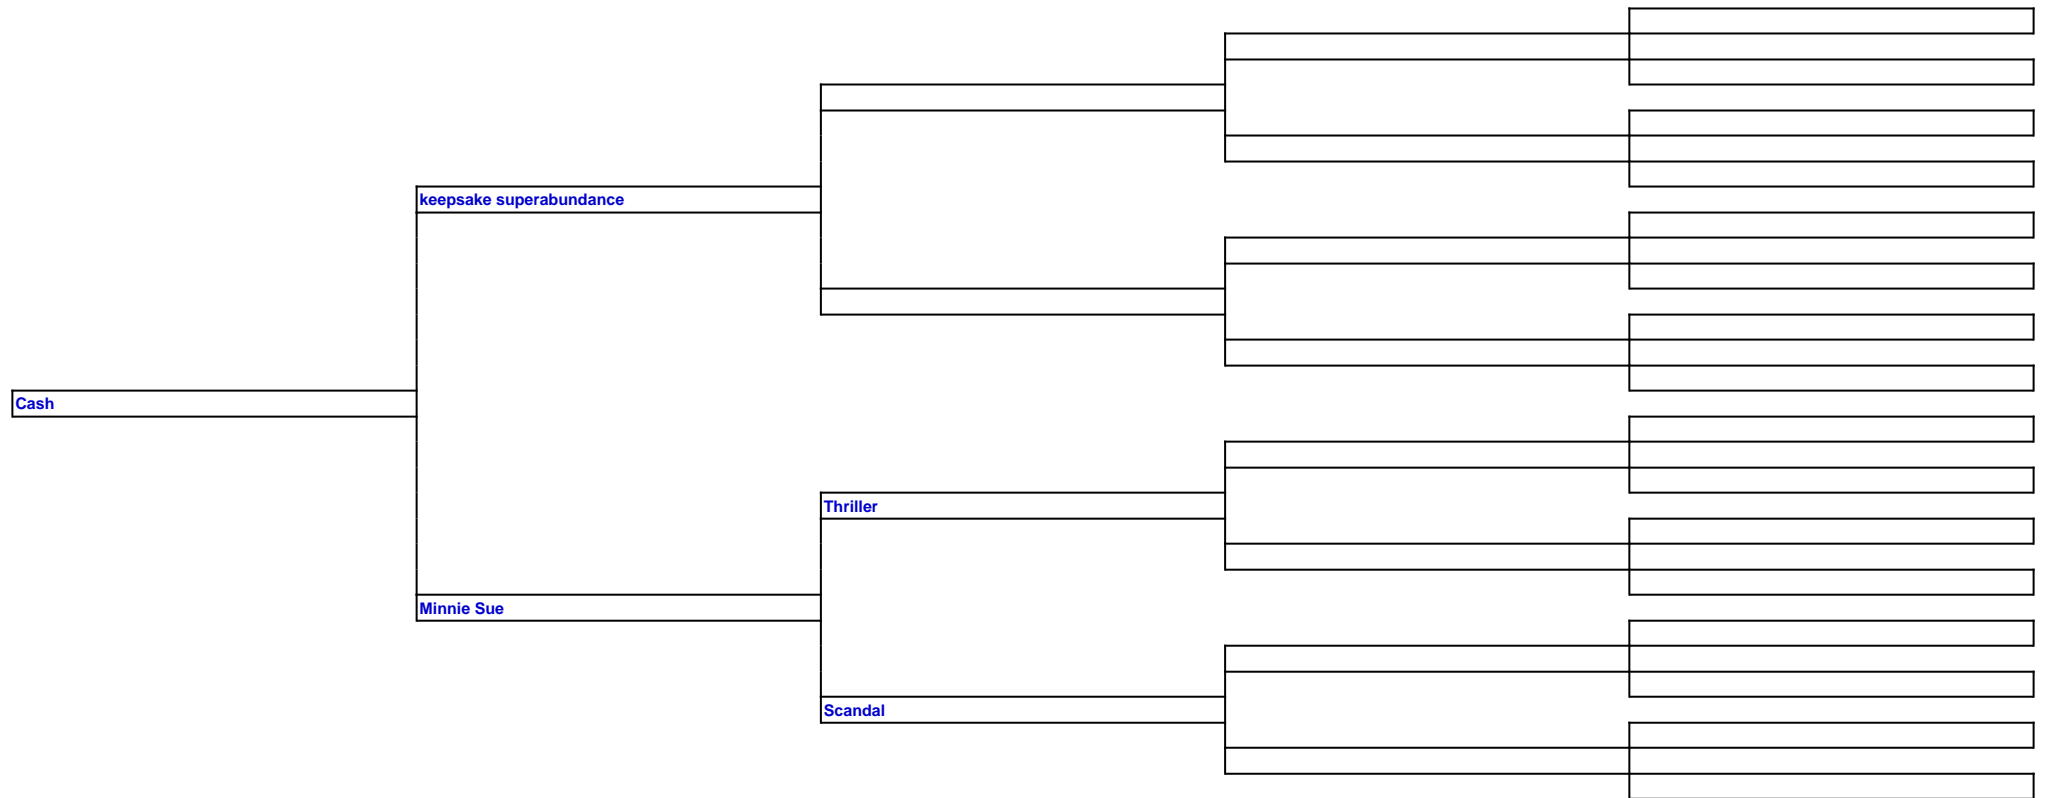 keepsake superabundance
Cash
Thriller
Minnie Sue
Scandal